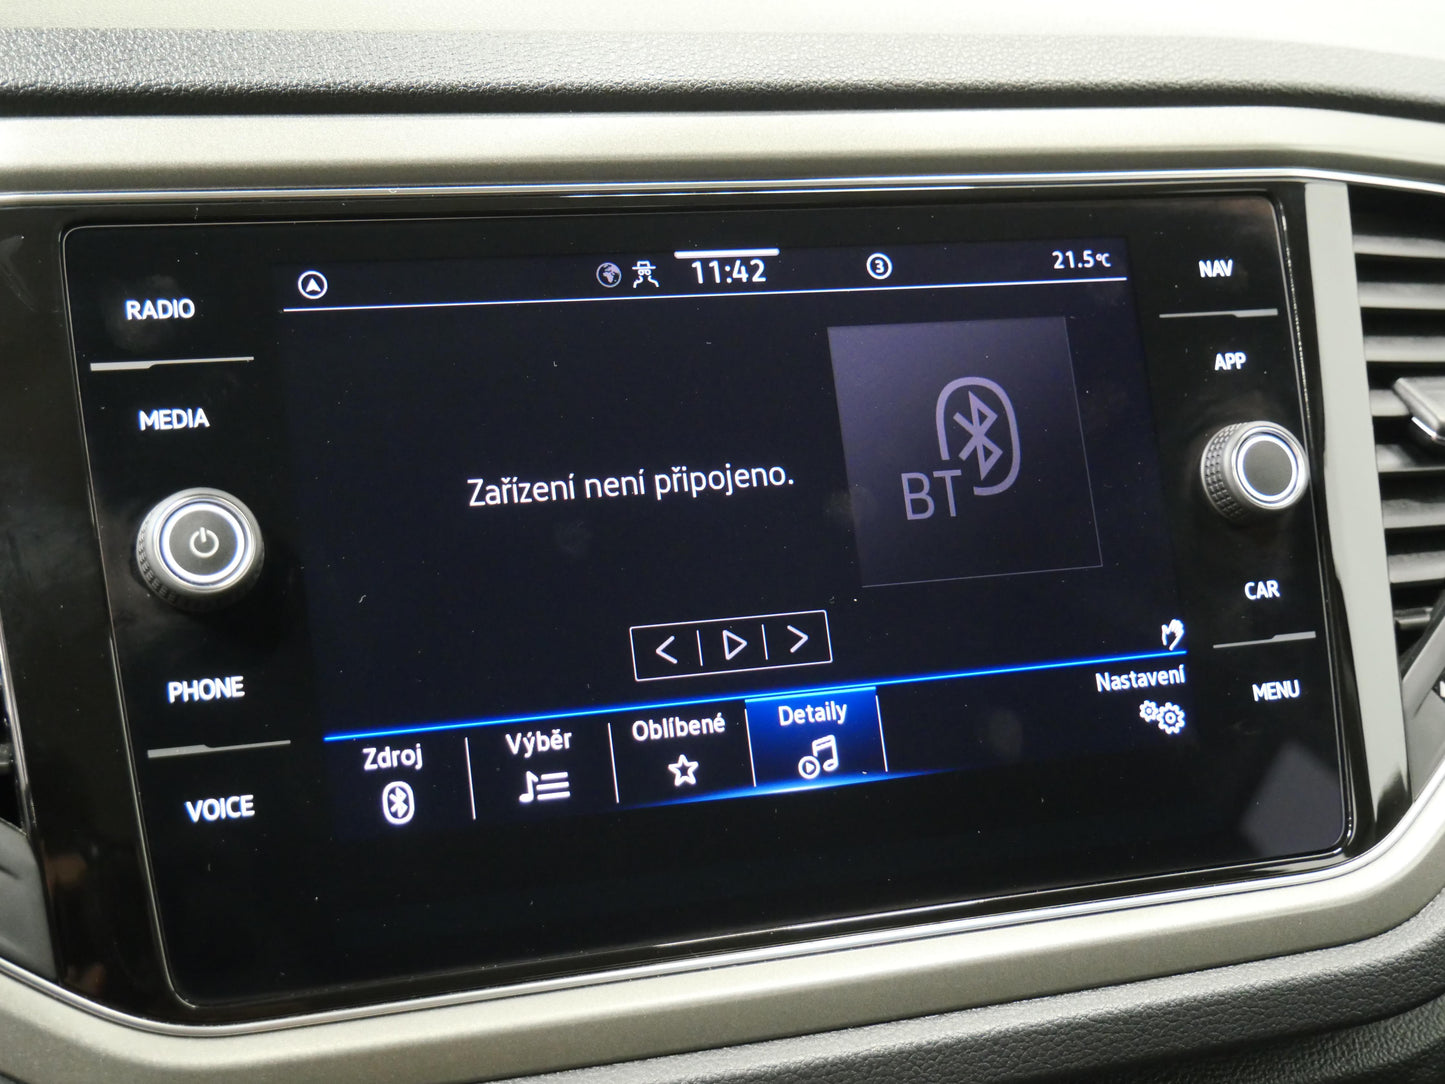 11:42
3
21.5°C
RADIO
MEDIA
PHONE
VOICE
Zařízení není připojeno.
BT
Zdroj
Výběr
Oblíbené
Detaily
Nastavení
NAV
APP
CAR
MENU